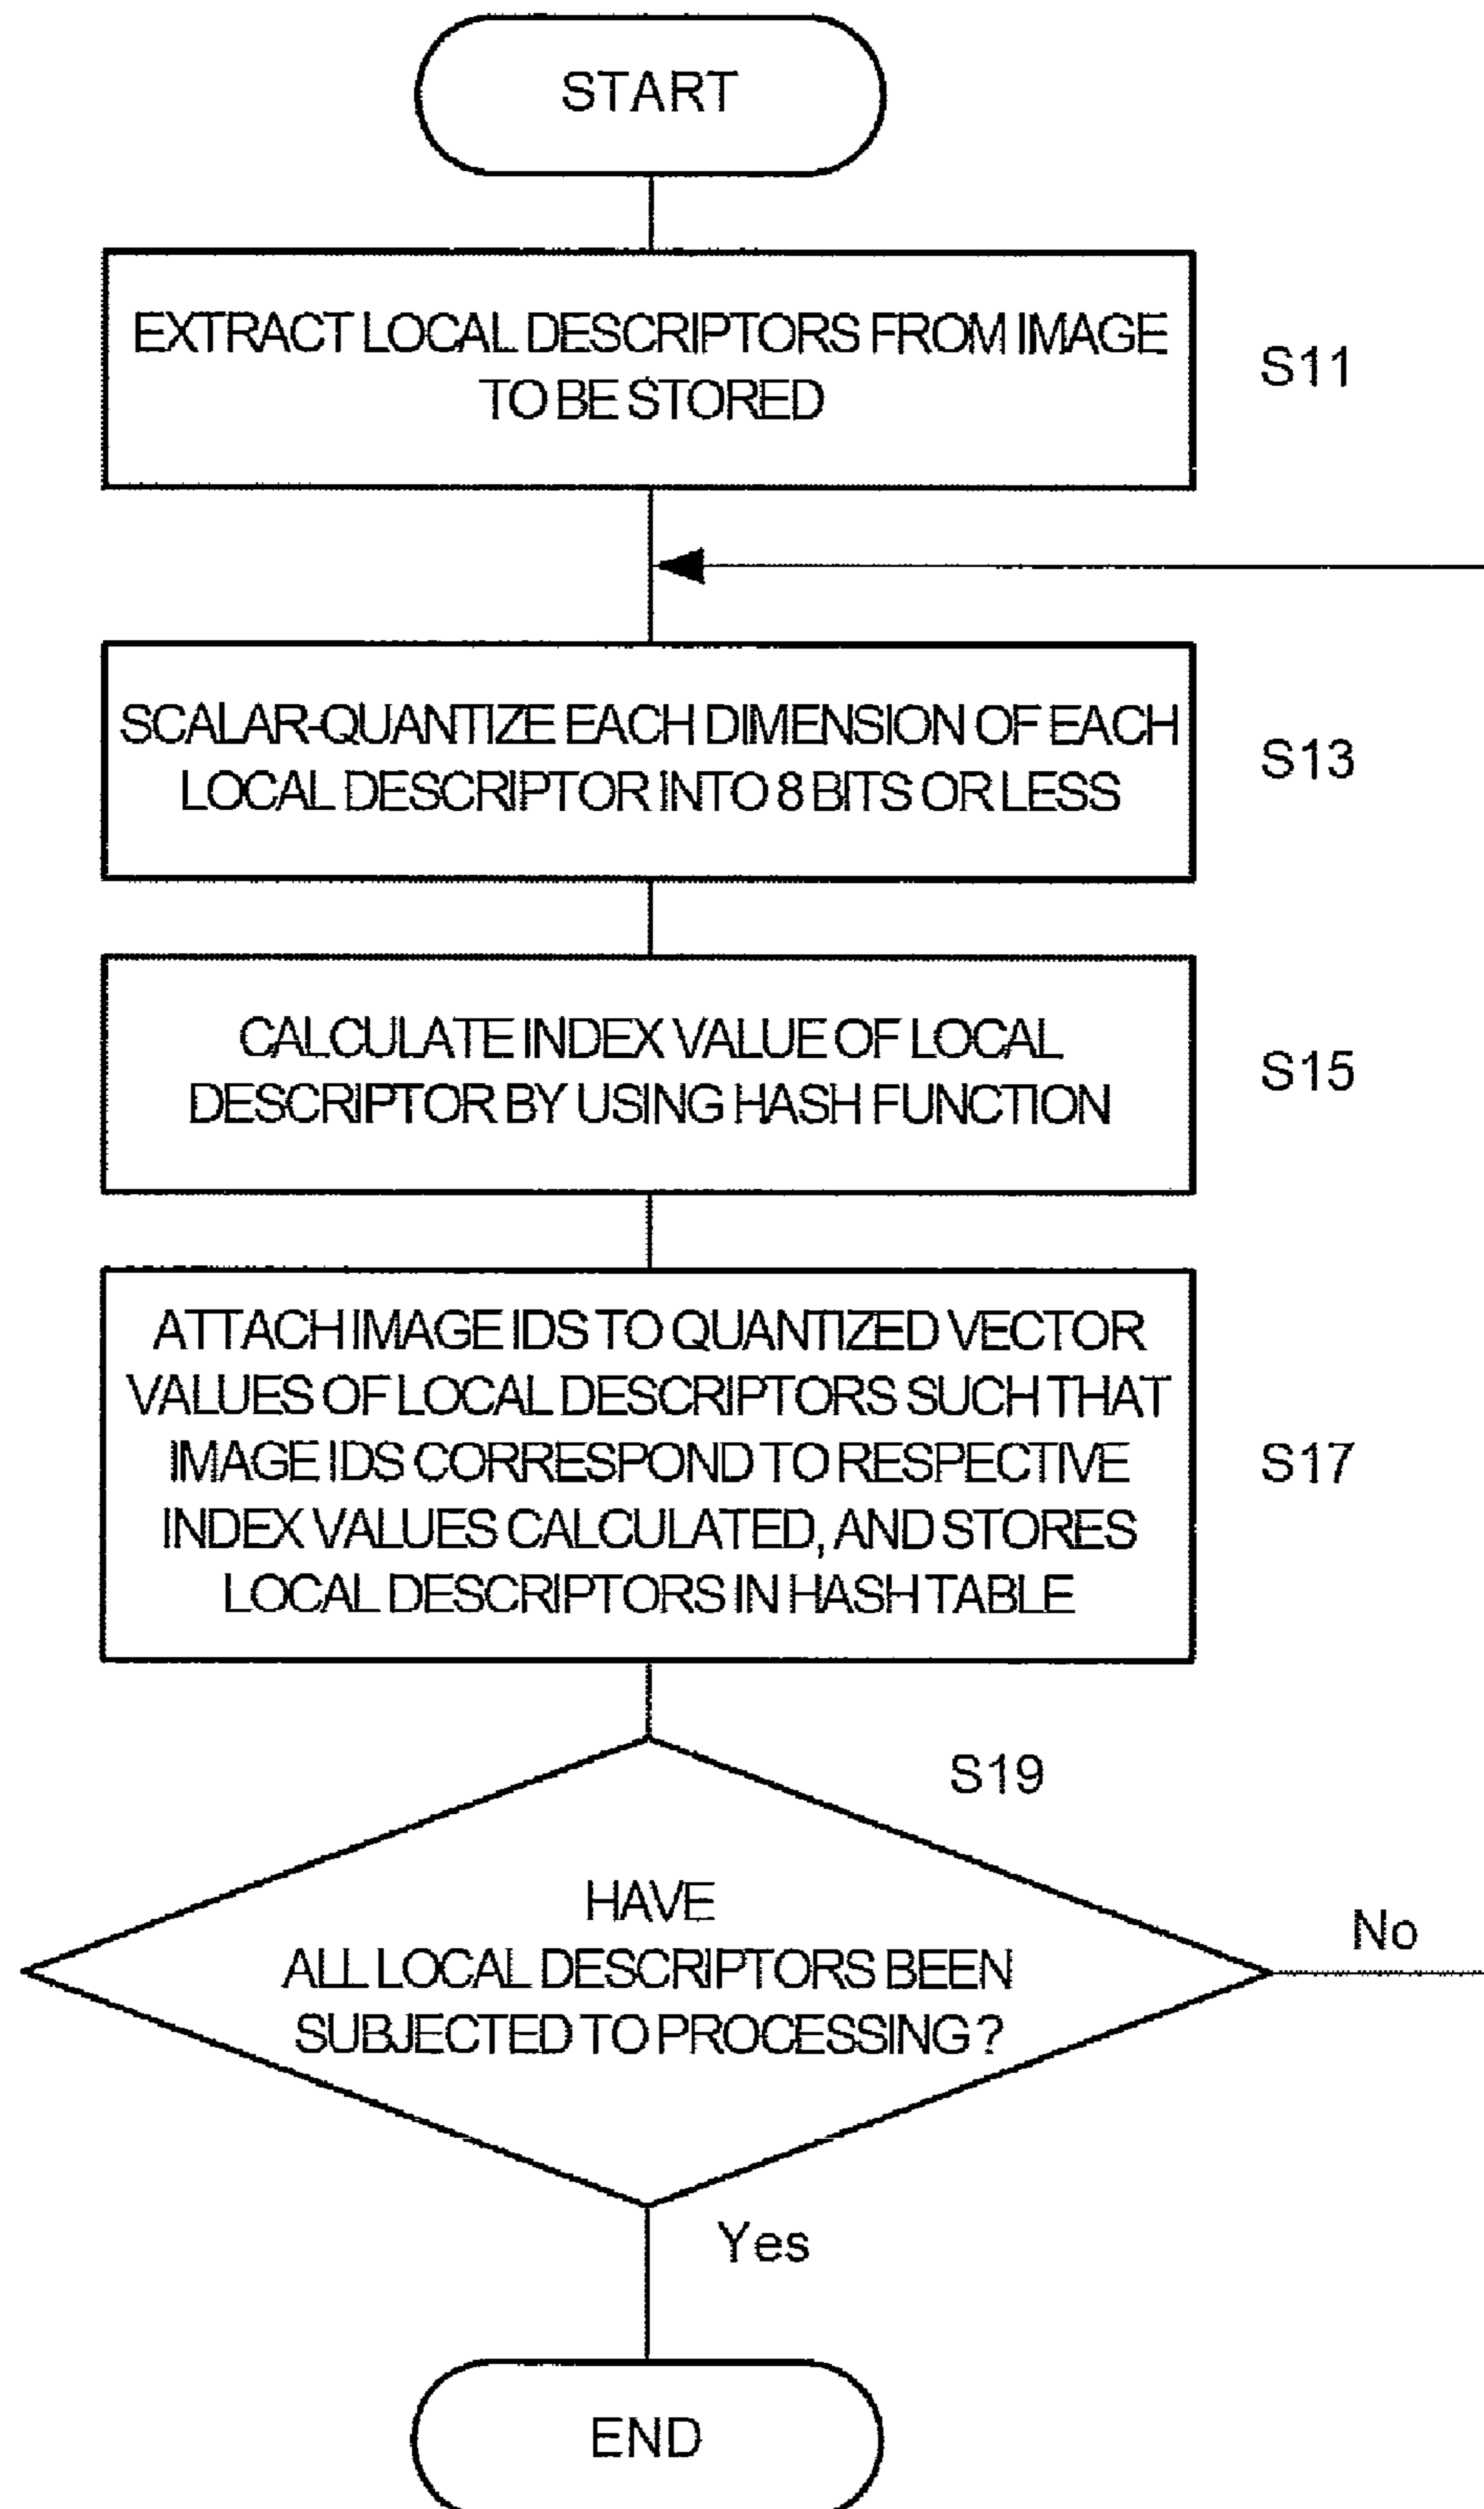 START
EXTRACT LOCAL DESCRIPTORS FROM IMAGE
TO BE STORED
S11
SCALAR-QUANTIZE EACH DIMENSION OF EACH
LOCAL DESCRIPTOR INTO 8 BITS OR LESS
S13
CALCULATE INDEX VALUE OF LOCAL
DESCRIPTOR BY USING HASH FUNCTION
S15
ATTACH IMAGE IDS TO QUANTIZED VECTOR
VALUES OF LOCAL DESCRIPTORS SUCH THAT
IMAGE IDS CORRESPOND TO RESPECTIVE
INDEX VALUES CALCULATED, AND STORES
LOCAL DESCRIPTORS IN HASH TABLE
S17
S19
HAVE
ALL LOCAL DESCRIPTORS BEEN
SUBJECTED TO PROCESSING?
No
Yes
END